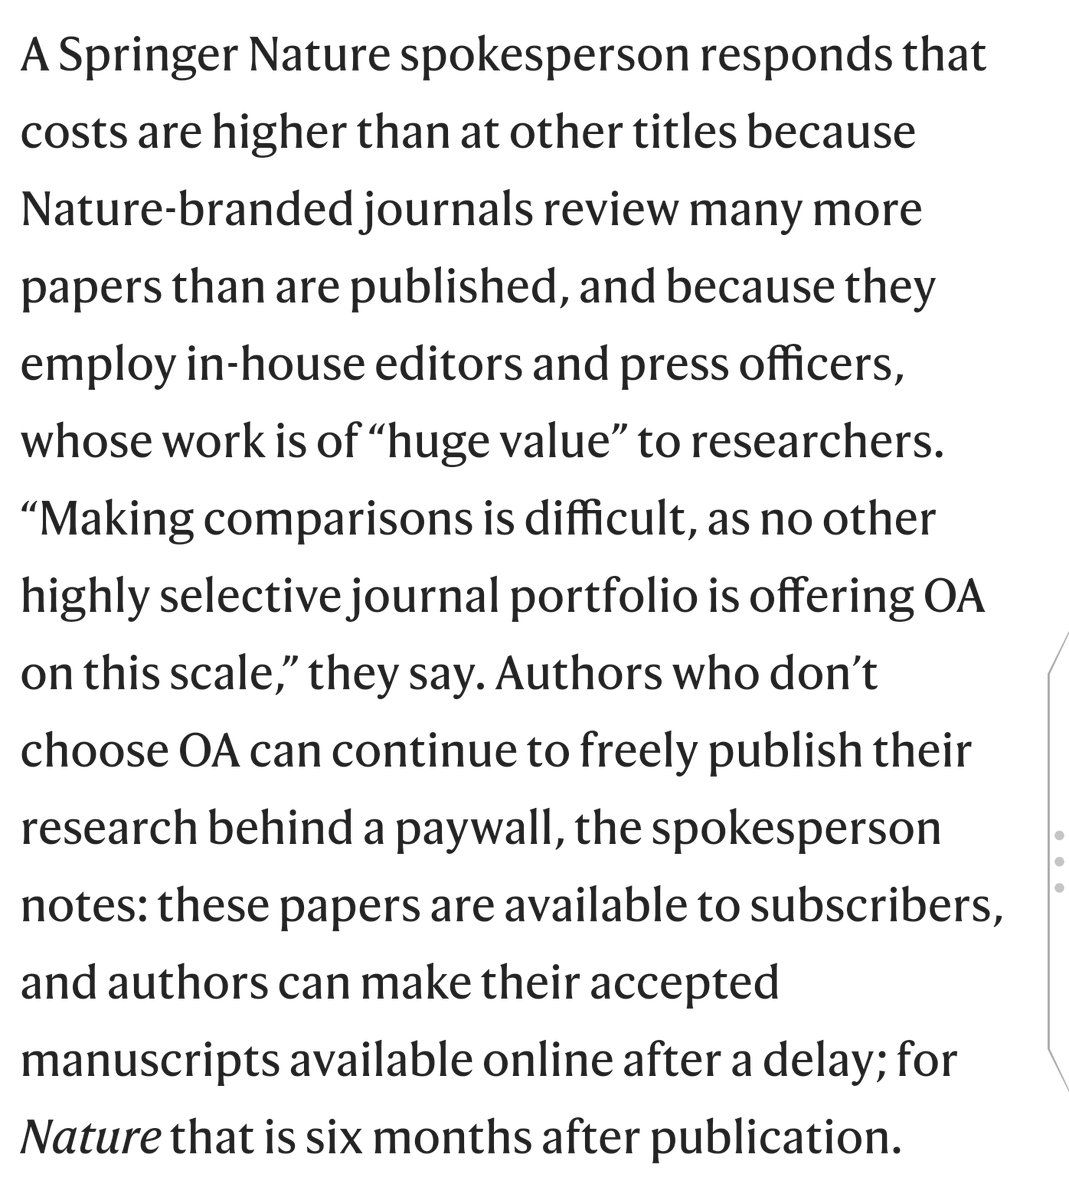 A Springer Nature spokesperson responds that
costs are higher than at other titles because
Nature-branded journals review many more
papers than are published, and because they
employ in-house editors and press officers,
whose work is of “huge value” to researchers.
“Making comparisons is difficult, as no other
highly selective journal portfolio is offering OA
on this scale,” they say. Authors who don’t
choose OA can continue to freely publish their
research behind a paywall, the spokesperson
notes: these papers are available to subscribers,
and authors can make their accepted
manuscripts available online after a delay; for
Nature that is six months after publication.